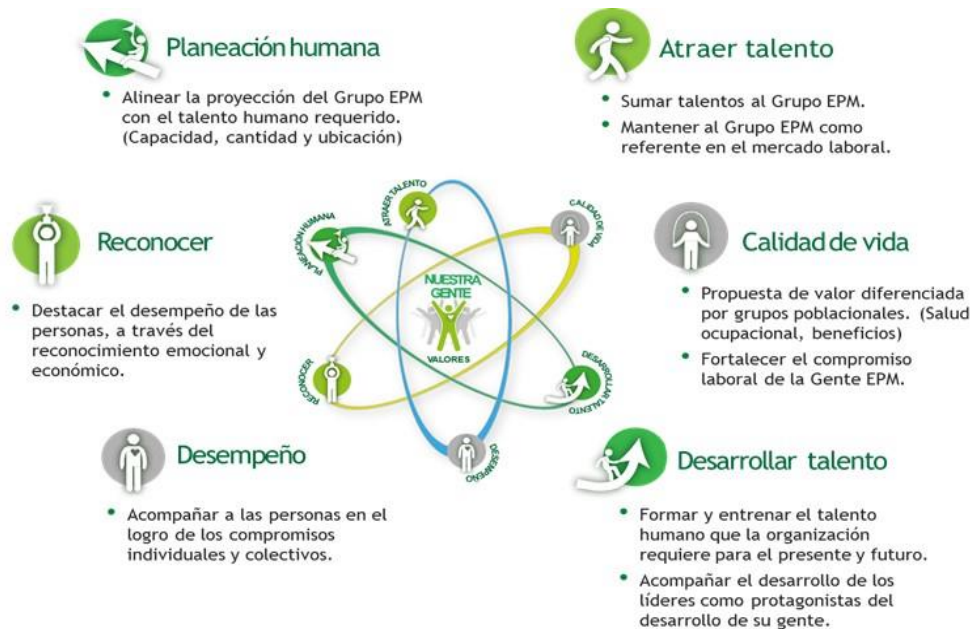 Planeación humana
• Alinear la proyección del Grupo EPM
con el talento humano requerido.
(Capacidad, cantidad y ubicación)
Atraer talento
• Sumar talentos al Grupo EPM.
• Mantener al Grupo EPM como
referente en el mercado laboral.
Reconocer
• Destacar el desempeño de las
personas, a través del
reconocimiento emocional y
económico.
PLANEACIÓN HUMANA
ATRAER TALENTO
CALIDAD DE VIDA
NUESTRA
GENTE
VALORES
RECONOCER
DESARROLLAR TALENTO
DESEMPEÑO
Calidad de vida
• Propuesta de valor diferenciada
por grupos poblacionales. (Salud
ocupacional, beneficios)
• Fortalecer el compromiso
laboral de la Gente EPM.
Desempeño
• Acompañar a las personas en el
logro de los compromisos
individuales y colectivos.
Desarrollar talento
• Formar y entrenar el talento
humano que la organización
requiere para el presente y futuro.
• Acompañar el desarrollo de los
líderes como protagonistas del
desarrollo de su gente.